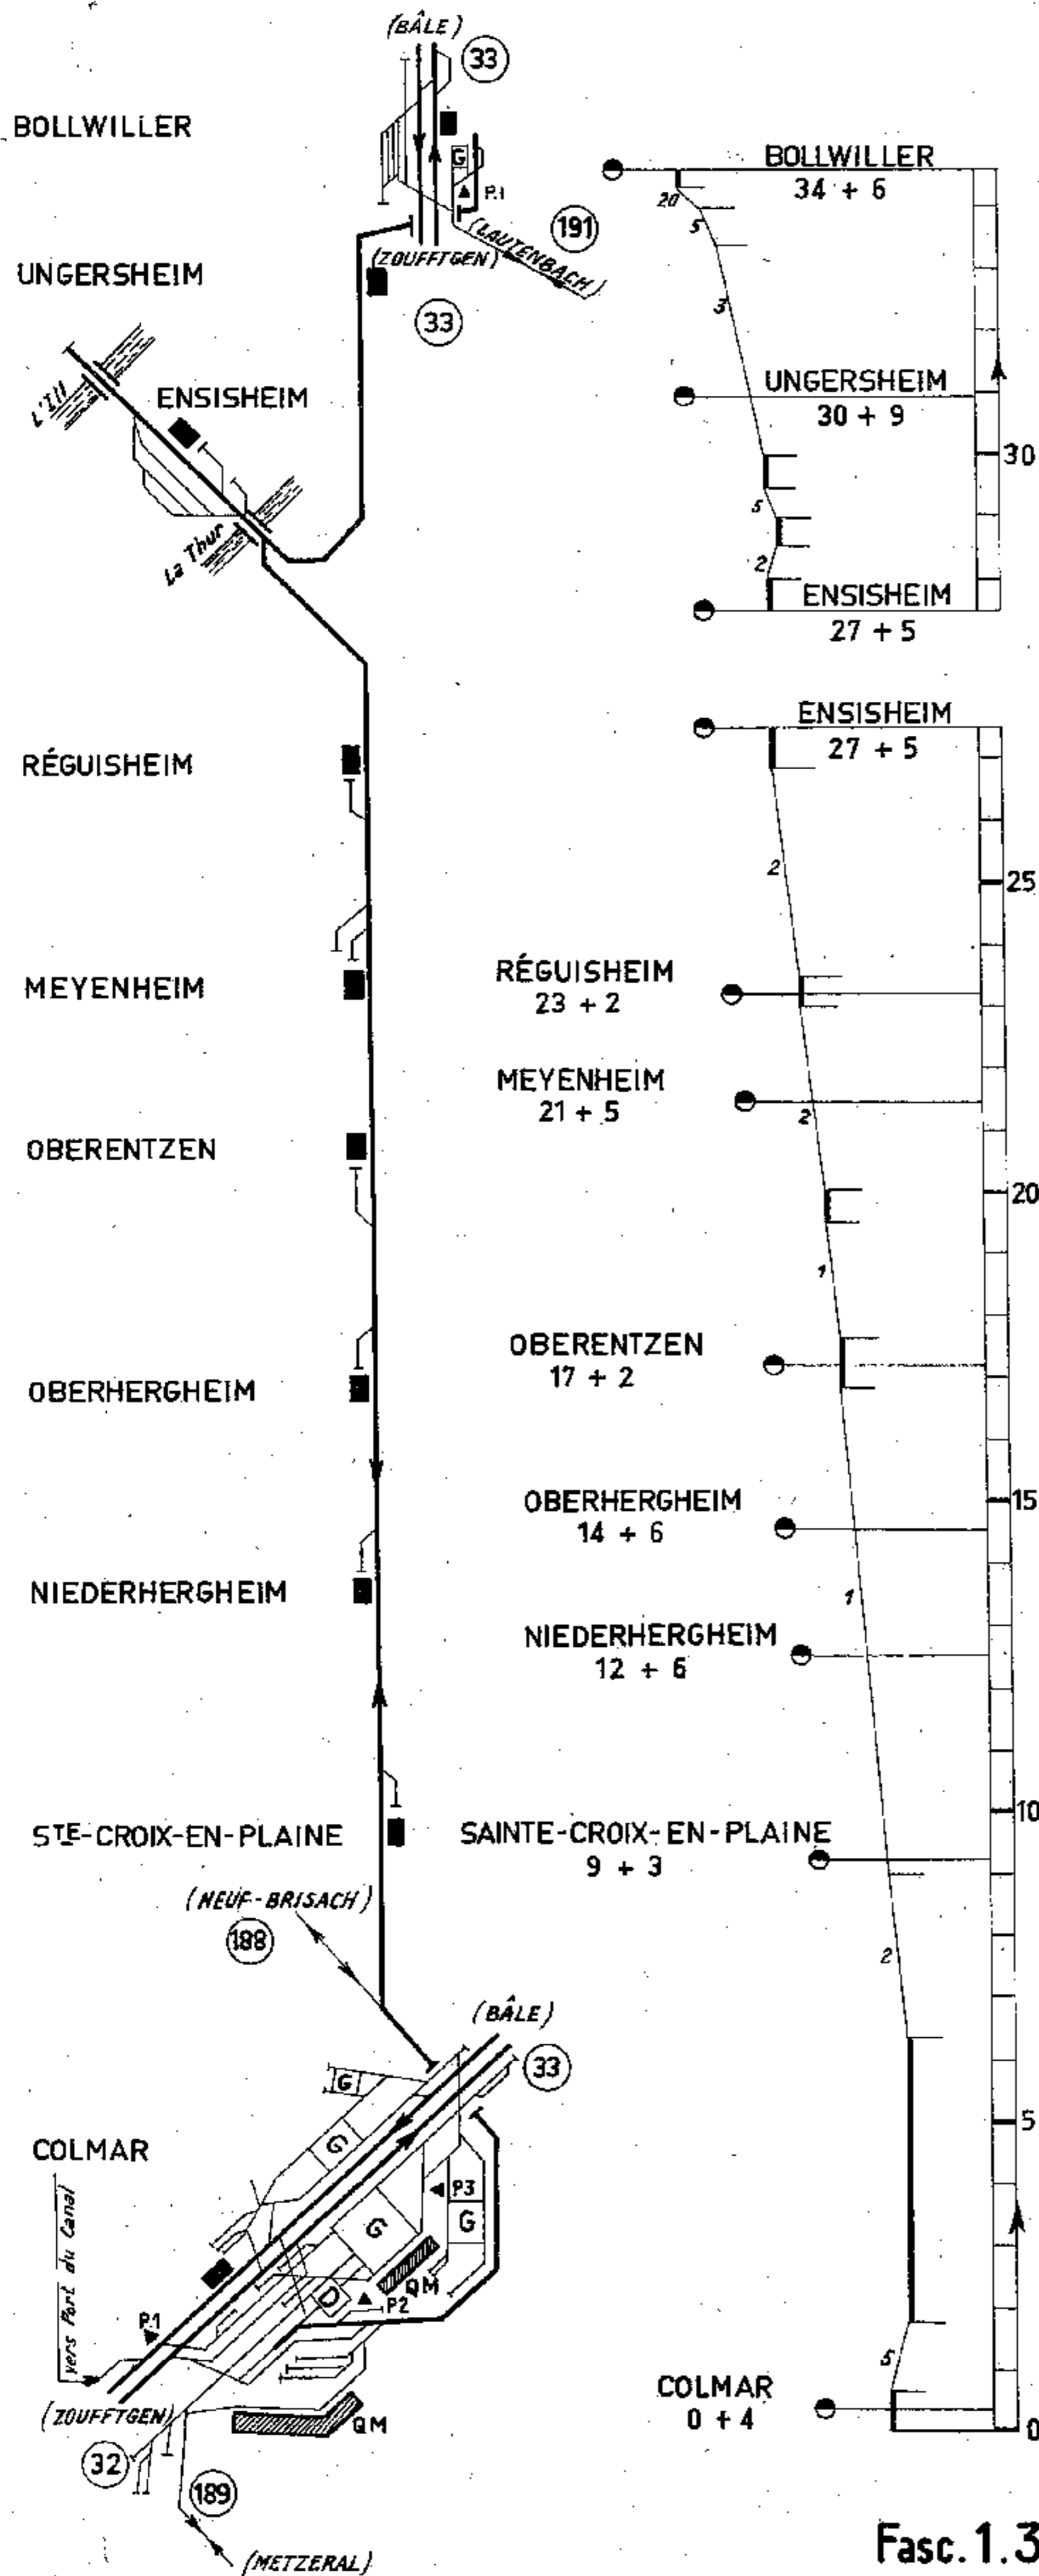 (BÂLE)
33
BOLLWILLER
G
P.1
191
(LAUTENBACH)
(ZOUFFTGEN)
UNGERSHEIM
33
L'Ill
ENSISHEIM
La Thur
RÉGUISHEIM
MEYENHEIM
OBERENTZEN
OBERHERGHEIM
NIEDERHERGHEIM
STE-CROIX-EN-PLAINE
(NEUF-BRISACH)
188
(BÂLE)
33
G
G
COLMAR
P3
G
G
vers Port du Canal
QM
D
P2
P.1
(ZOUFFTGEN)
QM
32
189
(METZERAL)
BOLLWILLER
34 + 6
20
5
3
UNGERSHEIM
30 + 9
30
5
2
ENSISHEIM
27 + 5
ENSISHEIM
27 + 5
2
25
RÉGUISHEIM
23 + 2
MEYENHEIM
21 + 5
2
20
1
OBERENTZEN
17 + 2
15
OBERHERGHEIM
14 + 6
1
NIEDERHERGHEIM
12 + 6
10
SAINTE-CROIX-EN-PLAINE
9 + 3
2
5
5
COLMAR
0 + 4
0
Fasc. 1.3